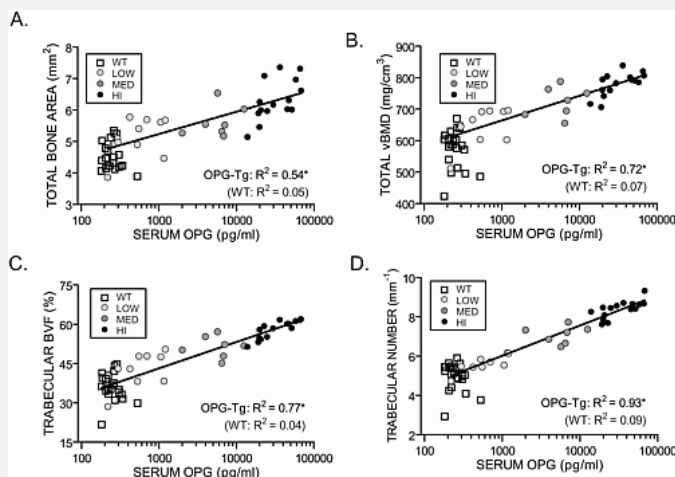 A.
TOTAL BONE AREA (mm²)
8
7
6
5
4
3
WT
LOW
MED
HI
OPG-Tg: R² = 0.54*
(WT: R² = 0.05)
100
1000
10000
100000
SERUM OPG (pg/ml)
B.
TOTAL vBMD (mg/cm³)
900
800
700
600
500
400
WT
LOW
MED
HI
OPG-Tg: R² = 0.72*
(WT: R² = 0.07)
100
1000
10000
100000
SERUM OPG (pg/ml)
C.
TRABECULAR BVF (%)
75
60
45
30
15
WT
LOW
MED
HI
OPG-Tg: R² = 0.77*
(WT: R² = 0.04)
100
1000
10000
100000
SERUM OPG (pg/ml)
D.
TRABECULAR NUMBER (mm⁻¹)
10
8
6
4
2
WT
LOW
MED
HI
OPG-Tg: R² = 0.93*
(WT: R² = 0.09)
100
1000
10000
100000
SERUM OPG (pg/ml)